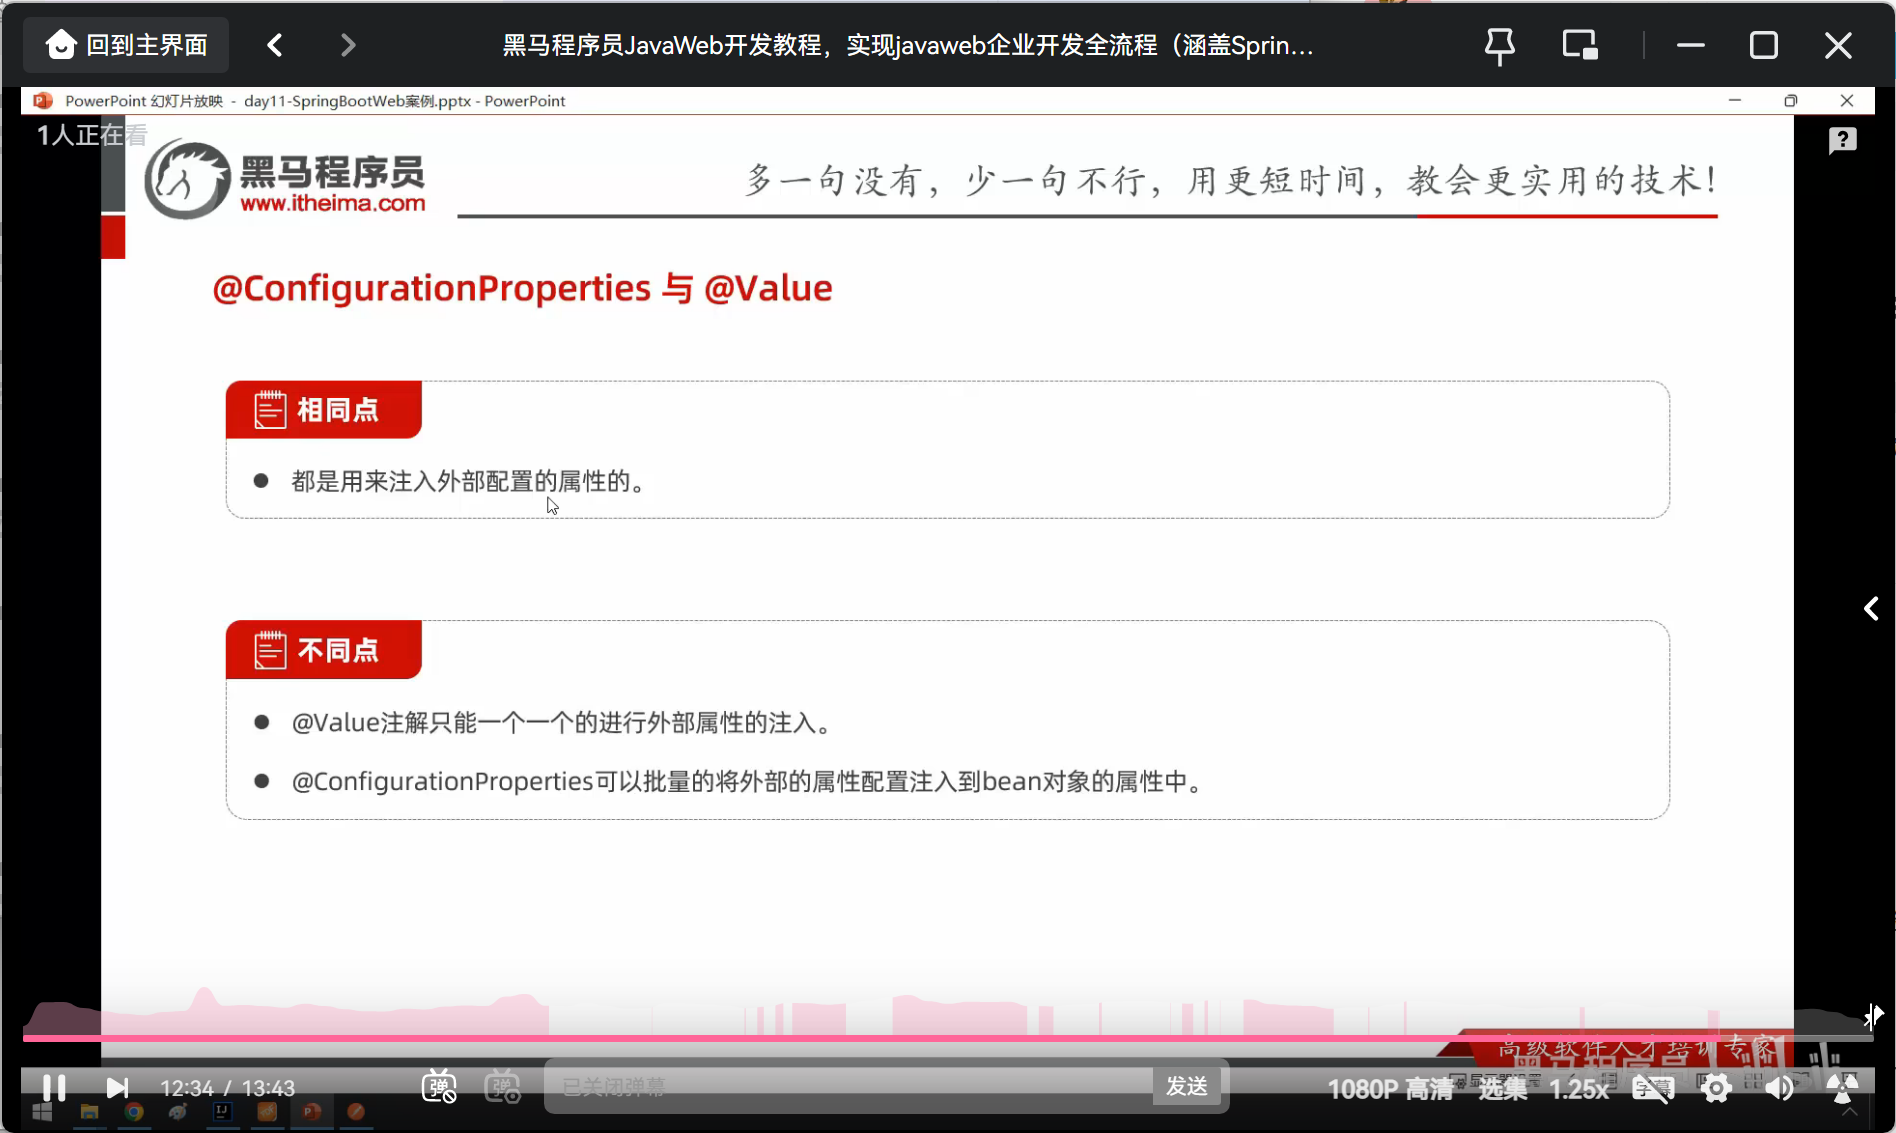 回到主界面
黑马程序员JavaWeb开发教程，实现javaweb企业开发全流程（涵盖Sprin...
PowerPoint 幻灯片放映 - day11-SpringBootWeb案例.pptx - PowerPoint
1人正在看
黑马程序员
www.itheima.com
多一句没有，少一句不行，用更短时间，教会更实用的技术！
@ConfigurationProperties 与 @Value
相同点
● 都是用来注入外部配置的属性的。
不同点
● @Value注解只能一个一个的进行外部属性的注入。
● @ConfigurationProperties可以批量的将外部的属性配置注入到bean对象的属性中。
高级软件人才培训专家
12:34 / 13:43
弹
弹
已关闭弹幕
发送
1080P 高清
选集
1.25x
字幕